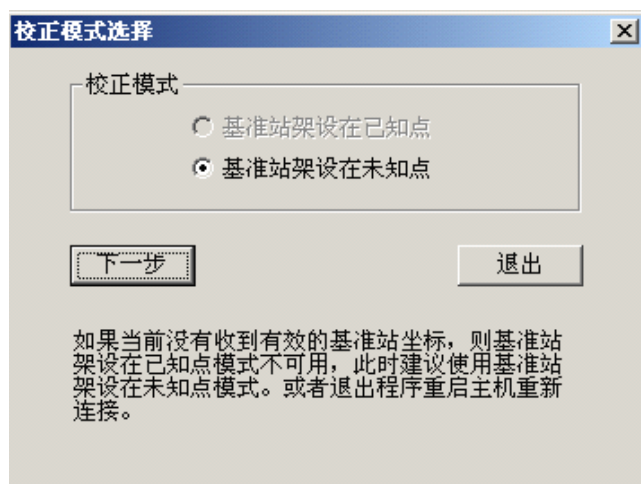 校正模式选择
校正模式
基准站架设在已知点
基准站架设在未知点
下一步
退出
如果当前没有收到有效的基准站坐标，则基准站
架设在已知点模式不可用，此时建议使用基准站
架设在未知点模式。或者退出程序重启主机重新
连接。